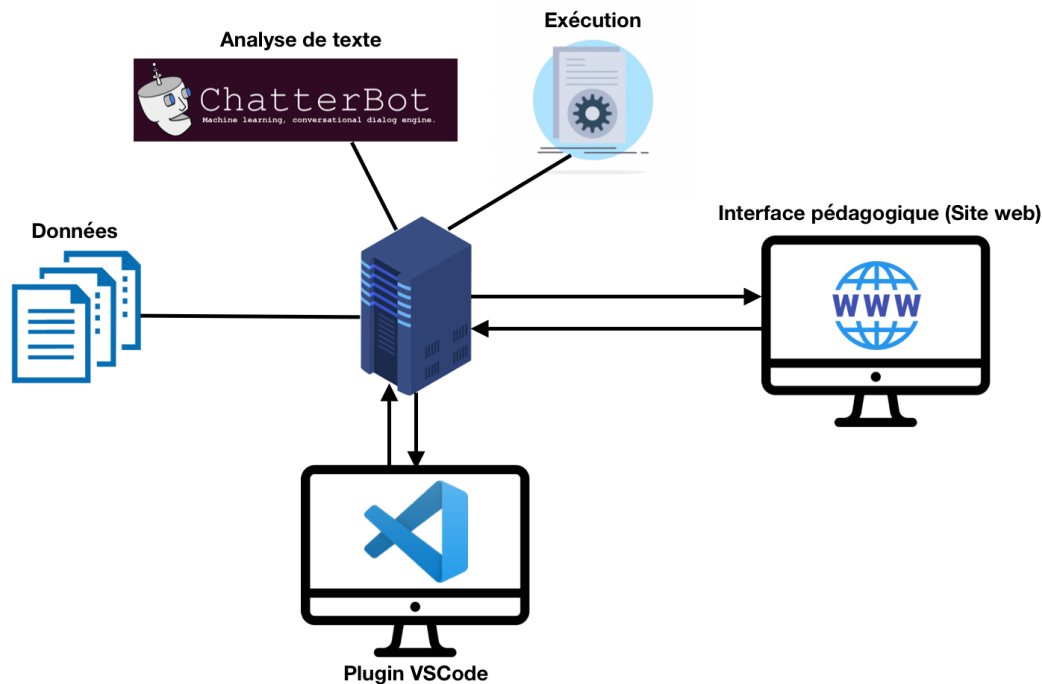 Exécution
Analyse de texte
ChatterBot
Machine learning, conversational dialog engine.
Interface pédagogique (Site web)
Données
WWW
Plugin VSCode